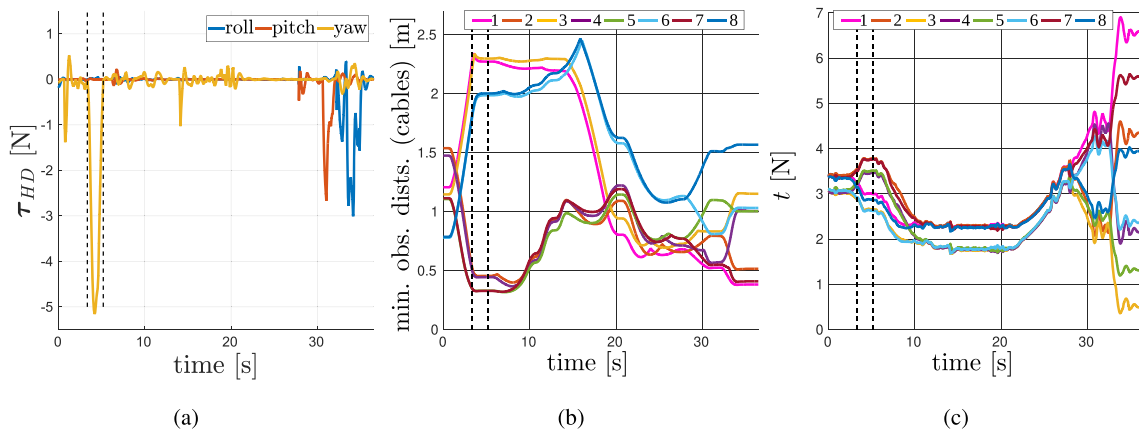 roll pitch yaw
τ_HD [N]
0
-1
-2
-3
-4
-5
0 10 20 30
time [s]
(a)
1 2 3 4 5 6 7 8
min. obs. dists. (cables) [m]
2.5
2
1.5
1
0.5
0
0 10 20 30
time [s]
(b)
1 2 3 4 5 6 7 8
t [N]
7
6
5
4
3
2
1
0
0 10 20 30
time [s]
(c)